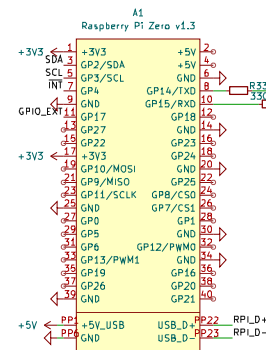 A1
Raspberry Pi Zero v1.3
+3V3 1 +3V3 +5V 2
SDA 3 GP2/SDA +5V 4
SCL 5 GP3/SCL GND 6
INT 7 GP4 GP14/TXD 8 R33
9 GND GP15/RXD 10 330
GPIO_EXT 11 GP17 GP18 12
13 GP27 GND 14
15 GP22 GP23 16
+3V3 17 +3V3 GP24 18
19 GP10/MOSI GND 20
21 GP9/MISO GP25 22
23 GP11/SCLK GP8/CS0 24
25 GND GP7/CS1 26
27 GP0 GP1 28
29 GP5 GND 30
31 GP6 GP12/PWM0 32
33 GP13/PWM1 GND 34
35 GP19 GP16 36
37 GP26 GP20 38
39 GND GP21 40
+5V PP1 +5V_USB USB_D+ PP22 RPI_D+
PP6 GND USB_D- PP23 RPI_D-